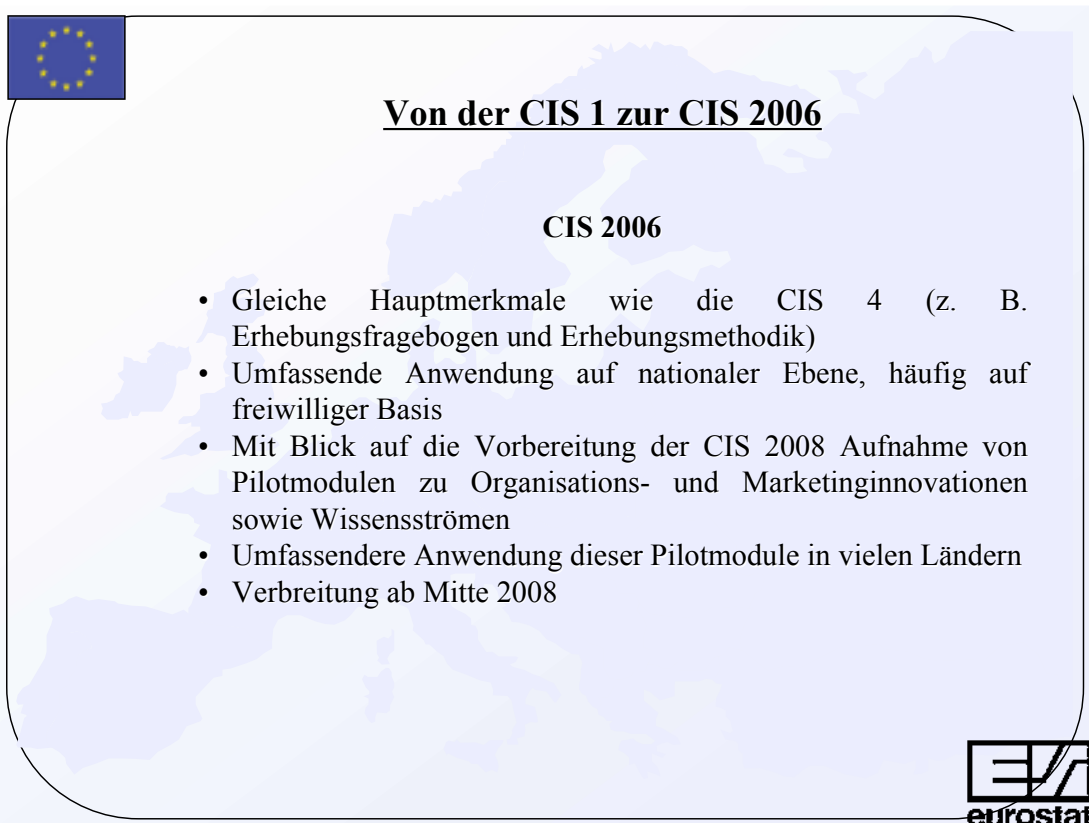 Von der CIS 1 zur CIS 2006
CIS 2006
• Gleiche Hauptmerkmale wie die CIS 4 (z. B.
Erhebungsfragebogen und Erhebungsmethodik)
• Umfassende Anwendung auf nationaler Ebene, häufig auf
freiwilliger Basis
• Mit Blick auf die Vorbereitung der CIS 2008 Aufnahme von
Pilotmodulen zu Organisations- und Marketinginnovationen
sowie Wissensströmen
• Umfassendere Anwendung dieser Pilotmodule in vielen Ländern
• Verbreitung ab Mitte 2008
eurostat